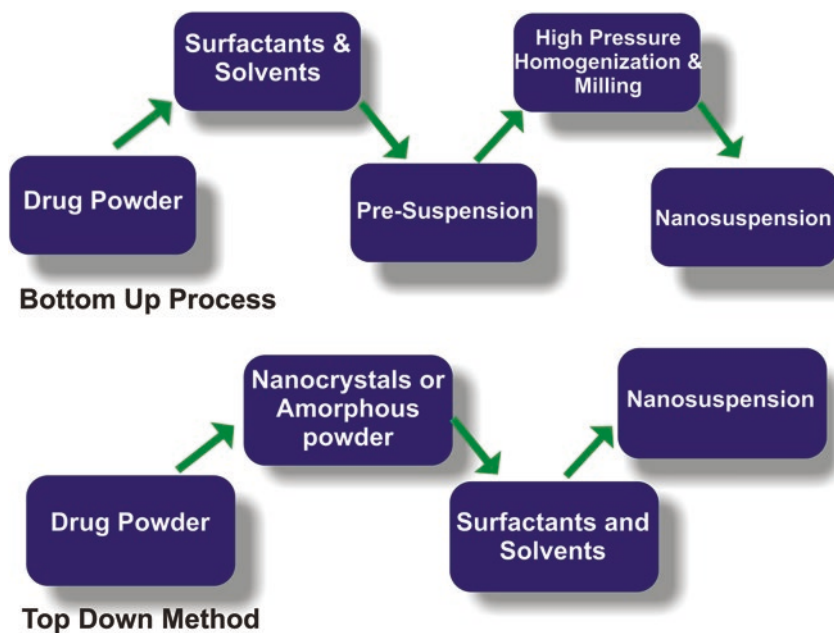 Surfactants &
Solvents
High Pressure
Homogenization &
Milling
Drug Powder
Pre-Suspension
Nanosuspension
Bottom Up Process
Nanocrystals or
Amorphous
powder
Nanosuspension
Drug Powder
Surfactants and
Solvents
Top Down Method